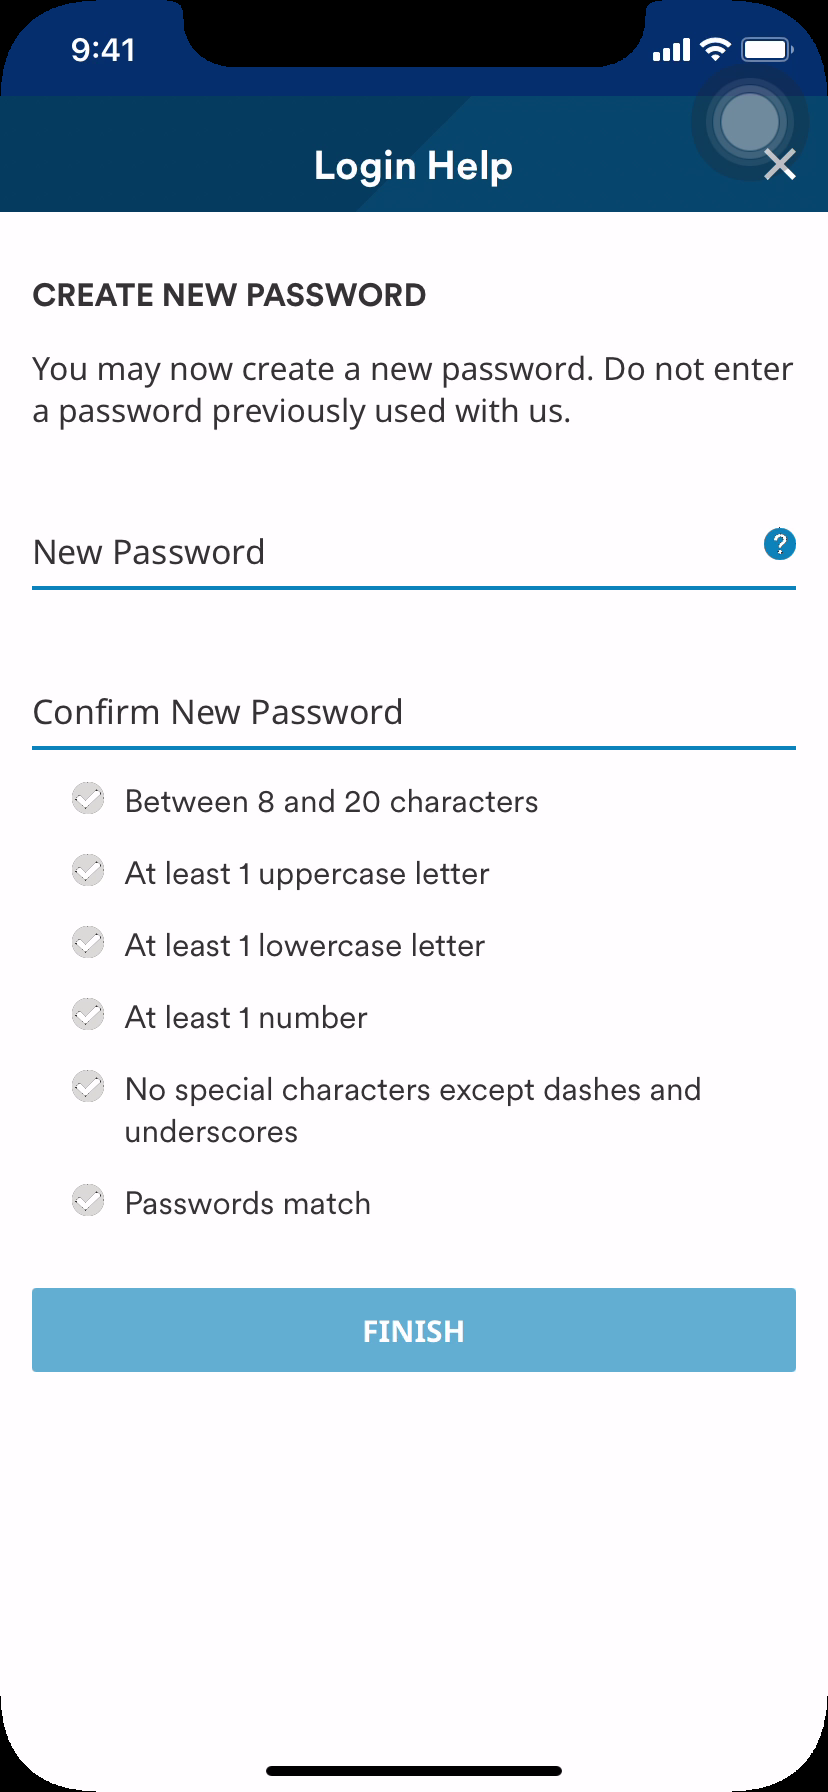 9:41
Login Help
CREATE NEW PASSWORD
You may now create a new password. Do not enter
a password previously used with us.
New Password
?
Confirm New Password
Between 8 and 20 characters
At least 1 uppercase letter
At least 1 lowercase letter
At least 1 number
No special characters except dashes and
underscores
Passwords match
FINISH